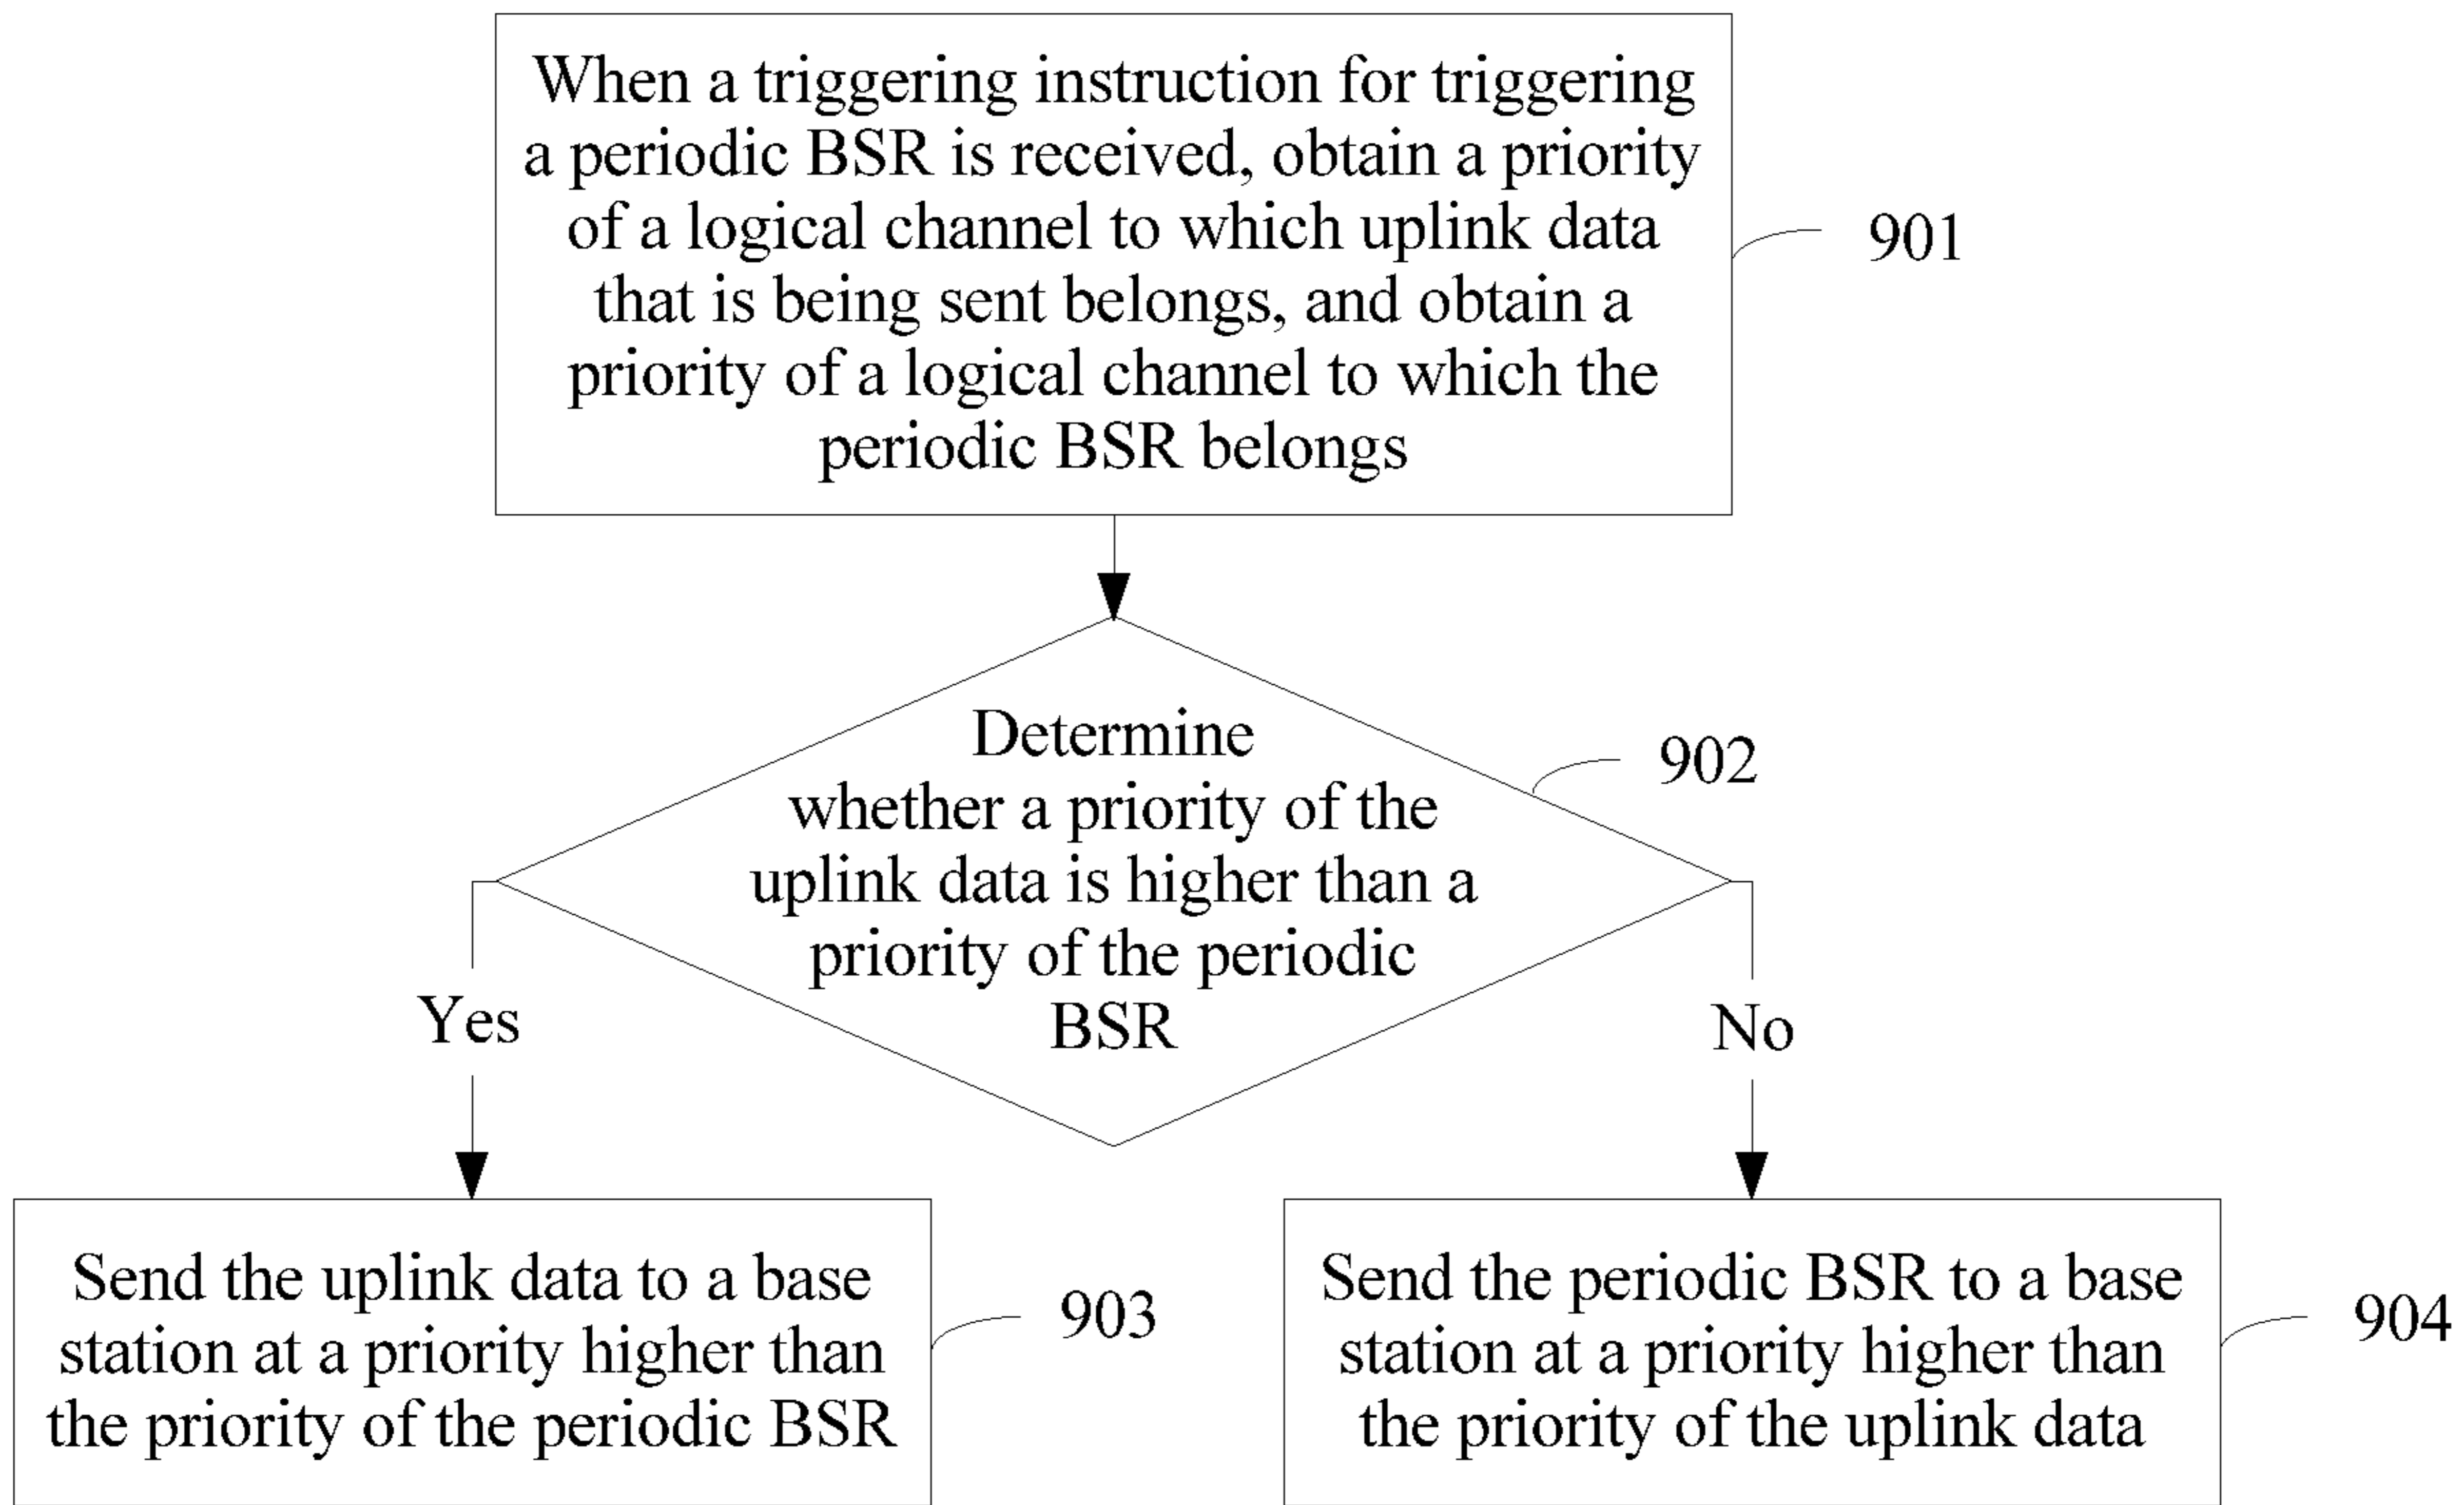 When a triggering instruction for triggering
a periodic BSR is received, obtain a priority
of a logical channel to which uplink data
that is being sent belongs, and obtain a
priority of a logical channel to which the
periodic BSR belongs
901
Determine
whether a priority of the
uplink data is higher than a
priority of the periodic
BSR
902
Yes
No
Send the uplink data to a base
station at a priority higher than
the priority of the periodic BSR
903
Send the periodic BSR to a base
station at a priority higher than
the priority of the uplink data
904